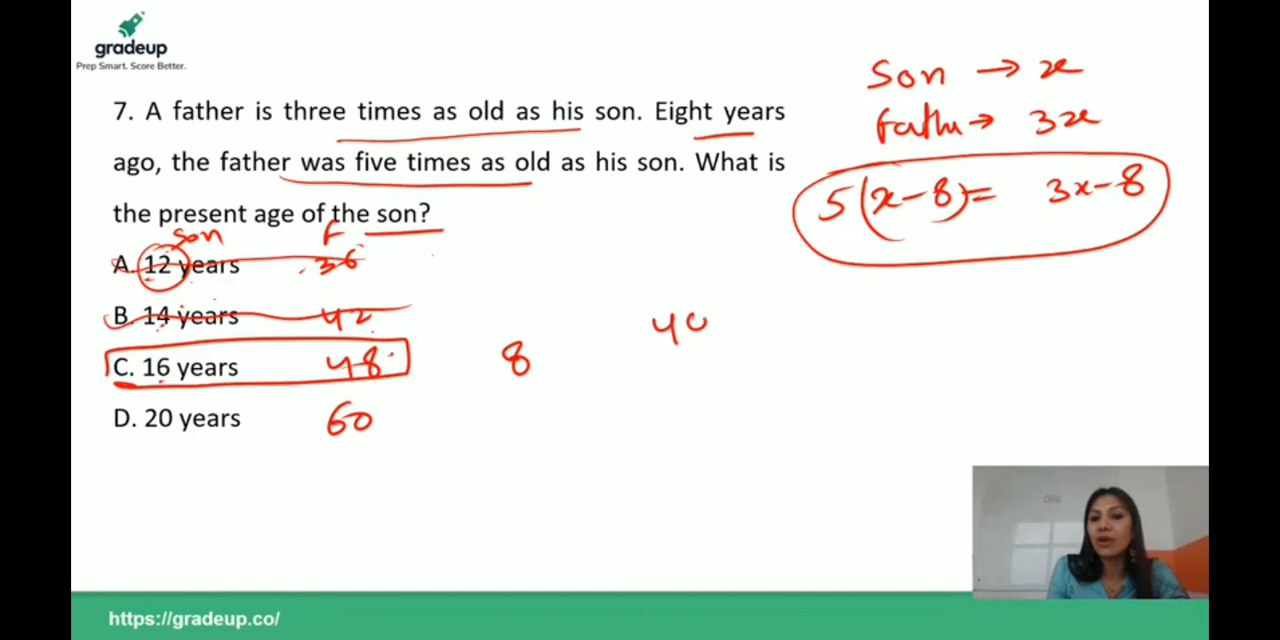 gradeup
Prep Smart. Score Better.
Son → x
Father → 3x
5(x-8)= 3x-8
7. A father is three times as old as his son. Eight years
ago, the father was five times as old as his son. What is
the present age of the son?
Son F
A. 12 years 36
B. 14 years 42
40
C. 16 years 48 8
D. 20 years 60
https://gradeup.co/